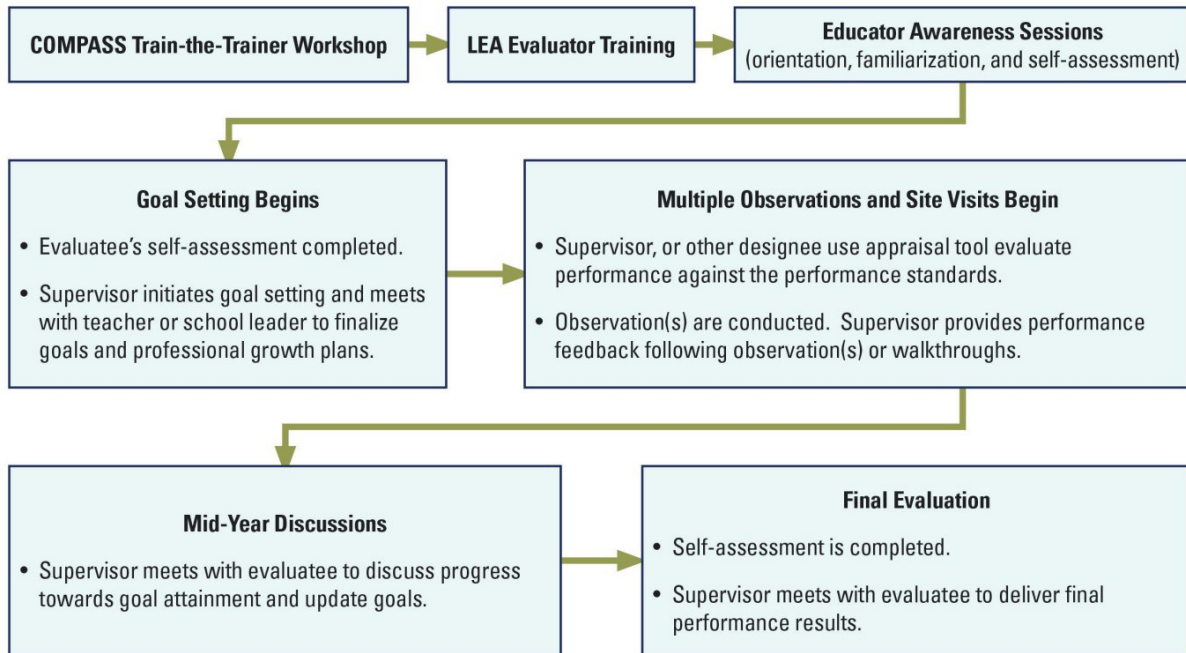 COMPASS Train-the-Trainer Workshop
LEA Evaluator Training
Educator Awareness Sessions
(orientation, familiarization, and self-assessment)
Goal Setting Begins
• Evaluatee's self-assessment completed.
• Supervisor initiates goal setting and meets
with teacher or school leader to finalize
goals and professional growth plans.
Multiple Observations and Site Visits Begin
• Supervisor, or other designee use appraisal tool evaluate
performance against the performance standards.
• Observation(s) are conducted.  Supervisor provides performance
feedback following observation(s) or walkthroughs.
Mid-Year Discussions
• Supervisor meets with evaluatee to discuss progress
towards goal attainment and update goals.
Final Evaluation
• Self-assessment is completed.
• Supervisor meets with evaluatee to deliver final
performance results.